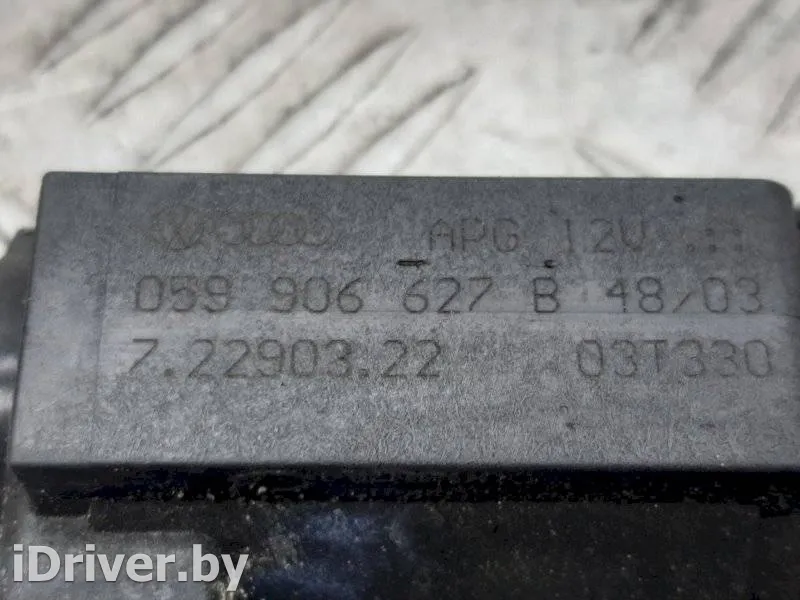 APG 12V
059 906 627 B 48/03
7.22903.22 03T330
iDriver.by